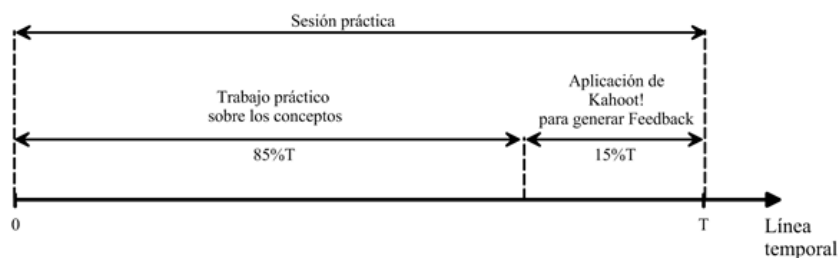 Sesión práctica
Trabajo práctico
sobre los conceptos
Aplicación de
Kahoot!
para generar Feedback
85%T
15%T
0
T
Línea
temporal